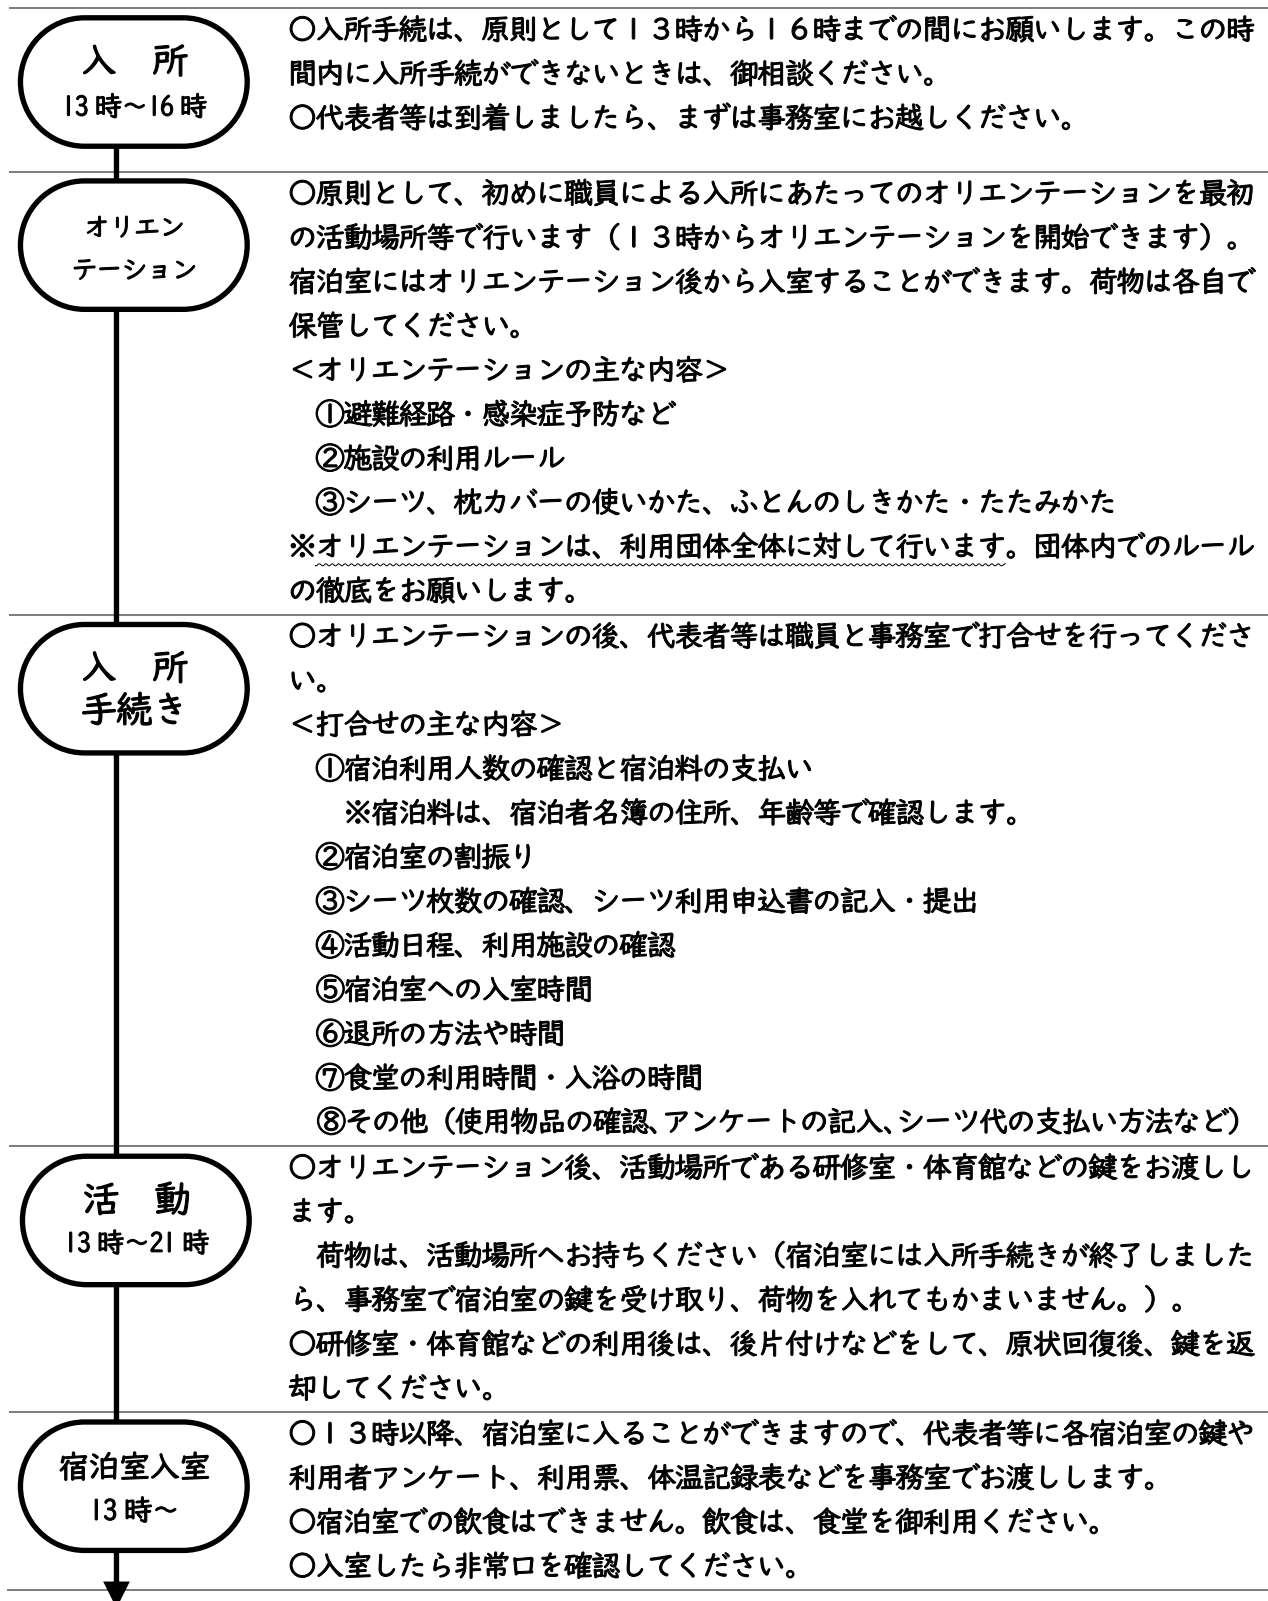 入　所
13時～16時
〇入所手続は、原則として１３時から１６時までの間にお願いします。この時
間内に入所手続ができないときは、御相談ください。
〇代表者等は到着しましたら、まずは事務室にお越しください。
オリエン
テーション
〇原則として、初めに職員による入所にあたってのオリエンテーションを最初
の活動場所等で行います（１３時からオリエンテーションを開始できます）。
宿泊室にはオリエンテーション後から入室することができます。荷物は各自で
保管してください。
＜オリエンテーションの主な内容＞
①避難経路・感染症予防など
②施設の利用ルール
③シーツ、枕カバーの使いかた、ふとんのしきかた・たたみかた
※オリエンテーションは、利用団体全体に対して行います。団体内でのルール
の徹底をお願いします。
入　所
手続き
〇オリエンテーションの後、代表者等は職員と事務室で打合せを行ってくださ
い。
＜打合せの主な内容＞
①宿泊利用人数の確認と宿泊料の支払い
※宿泊料は、宿泊者名簿の住所、年齢等で確認します。
②宿泊室の割振り
③シーツ枚数の確認、シーツ利用申込書の記入・提出
④活動日程、利用施設の確認
⑤宿泊室への入室時間
⑥退所の方法や時間
⑦食堂の利用時間・入浴の時間
⑧その他（使用物品の確認、アンケートの記入、シーツ代の支払い方法など）
活　動
13時～21時
〇オリエンテーション後、活動場所である研修室・体育館などの鍵をお渡しし
ます。
荷物は、活動場所へお持ちください（宿泊室には入所手続きが終了しました
ら、事務室で宿泊室の鍵を受け取り、荷物を入れてもかまいません。）。
〇研修室・体育館などの利用後は、後片付けなどをして、原状回復後、鍵を返
却してください。
宿泊室入室
13時～
〇１３時以降、宿泊室に入ることができますので、代表者等に各宿泊室の鍵や
利用者アンケート、利用票、体温記録表などを事務室でお渡しします。
〇宿泊室での飲食はできません。飲食は、食堂を御利用ください。
〇入室したら非常口を確認してください。